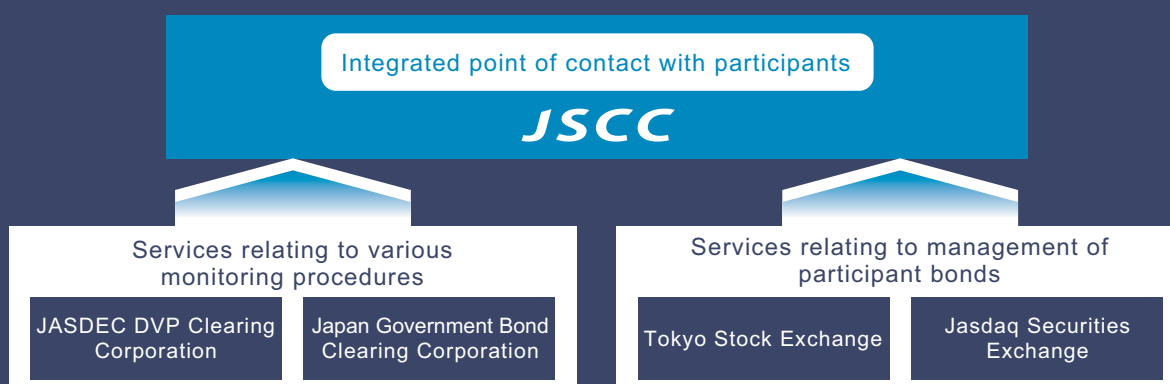 Integrated point of contact with participants
JSCC
Services relating to various
monitoring procedures
JASDEC DVP Clearing
Corporation
Japan Government Bond
Clearing Corporation
Services relating to management of
participant bonds
Tokyo Stock Exchange
Jasdaq Securities
Exchange